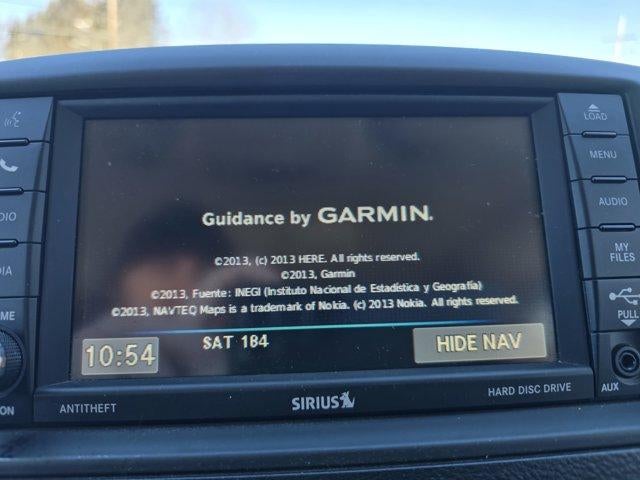 LOAD
MENU
AUDIO
MY
FILES
PULL
AUX
Guidance by GARMIN.
©2013, (c) 2013 HERE. All rights reserved.
©2013, Garmin
©2013, Fuente: INEGI (Instituto Nacional de Estadística y Geografía)
©2013, NAVTEQ Maps is a trademark of Nokia. (c) 2013 Nokia. All rights reserved.
10:54
SAT 184
HIDE NAV
ANTITHEFT
SIRIUS
HARD DISC DRIVE